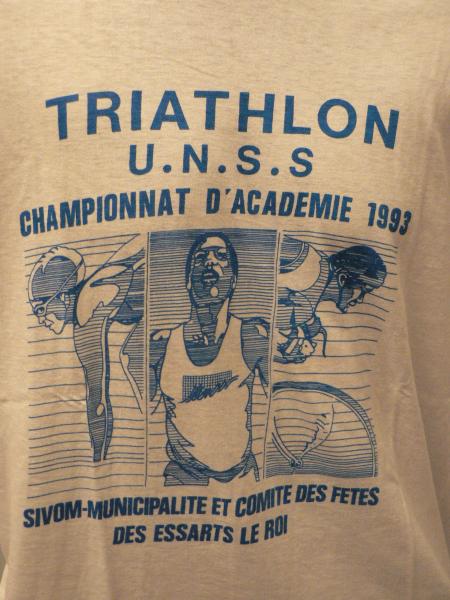 TRIATHLON
U.N.S.S
CHAMPIONNAT D'ACADEMIE 1993
SIVOM-MUNICIPALITE ET COMITE DES FETES
DES ESSARTS LE ROI